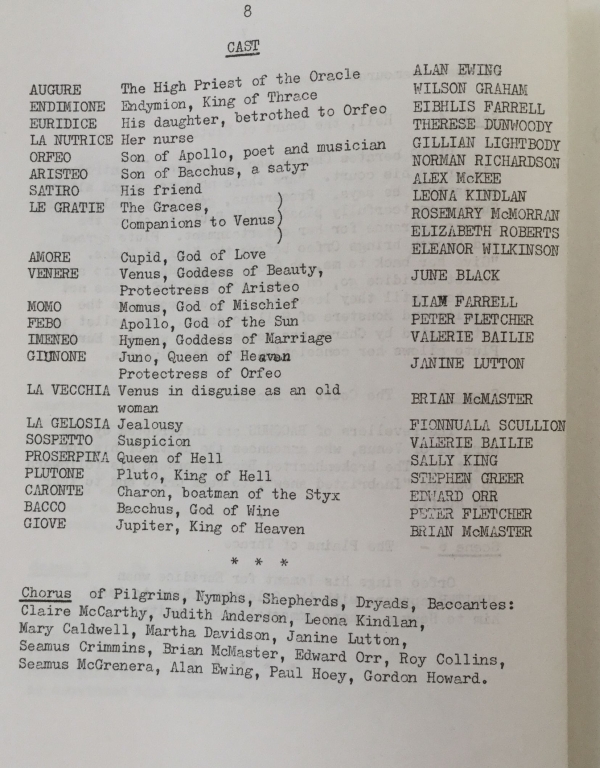 8
CAST
AUGURE The High Priest of the Oracle ALAN EWING
ENDIMIONE Endymion, King of Thrace WILSON GRAHAM
EURIDICE His daughter, betrothed to Orfeo EIBHLIS FARRELL
LA NUTRICE Her nurse THERESE DUNWOODY
ORFEO Son of Apollo, poet and musician GILLIAN LIGHTBODY
ARISTEO Son of Bacchus, a satyr NORMAN RICHARDSON
SATIRO His friend ALEX McKEE
LE GRATIE The Graces, ) LEONA KINDLAN
Companions to Venus) ROSEMARY McMORRAN
) ELIZABETH ROBERTS
AMORE Cupid, God of Love ELEANOR WILKINSON
VENERE Venus, Goddess of Beauty, JUNE BLACK
Protectress of Aristeo
MOMO Momus, God of Mischief LIAM FARRELL
FEBO Apollo, God of the Sun PETER FLETCHER
IMENEO Hymen, Goddess of Marriage VALERIE BAILIE
GIUNONE Juno, Queen of Heaven JANINE LUTTON
Protectress of Orfeo
LA VECCHIA Venus in disguise as an old BRIAN McMASTER
woman
LA GELOSIA Jealousy FIONNUALA SCULLION
SOSPETTO Suspicion VALERIE BAILIE
PROSERPINA Queen of Hell SALLY KING
PLUTONE Pluto, King of Hell STEPHEN GREER
CARONTE Charon, boatman of the Styx EDWARD ORR
BACCO Bacchus, God of Wine PETER FLETCHER
GIOVE Jupiter, King of Heaven BRIAN McMASTER
* * *
Chorus of Pilgrims, Nymphs, Shepherds, Dryads, Baccantes:
Claire McCarthy, Judith Anderson, Leona Kindlan,
Mary Caldwell, Martha Davidson, Janine Lutton,
Seamus Crimmins, Brian McMaster, Edward Orr, Roy Collins,
Seamus McGrenera, Alan Ewing, Paul Hoey, Gordon Howard.